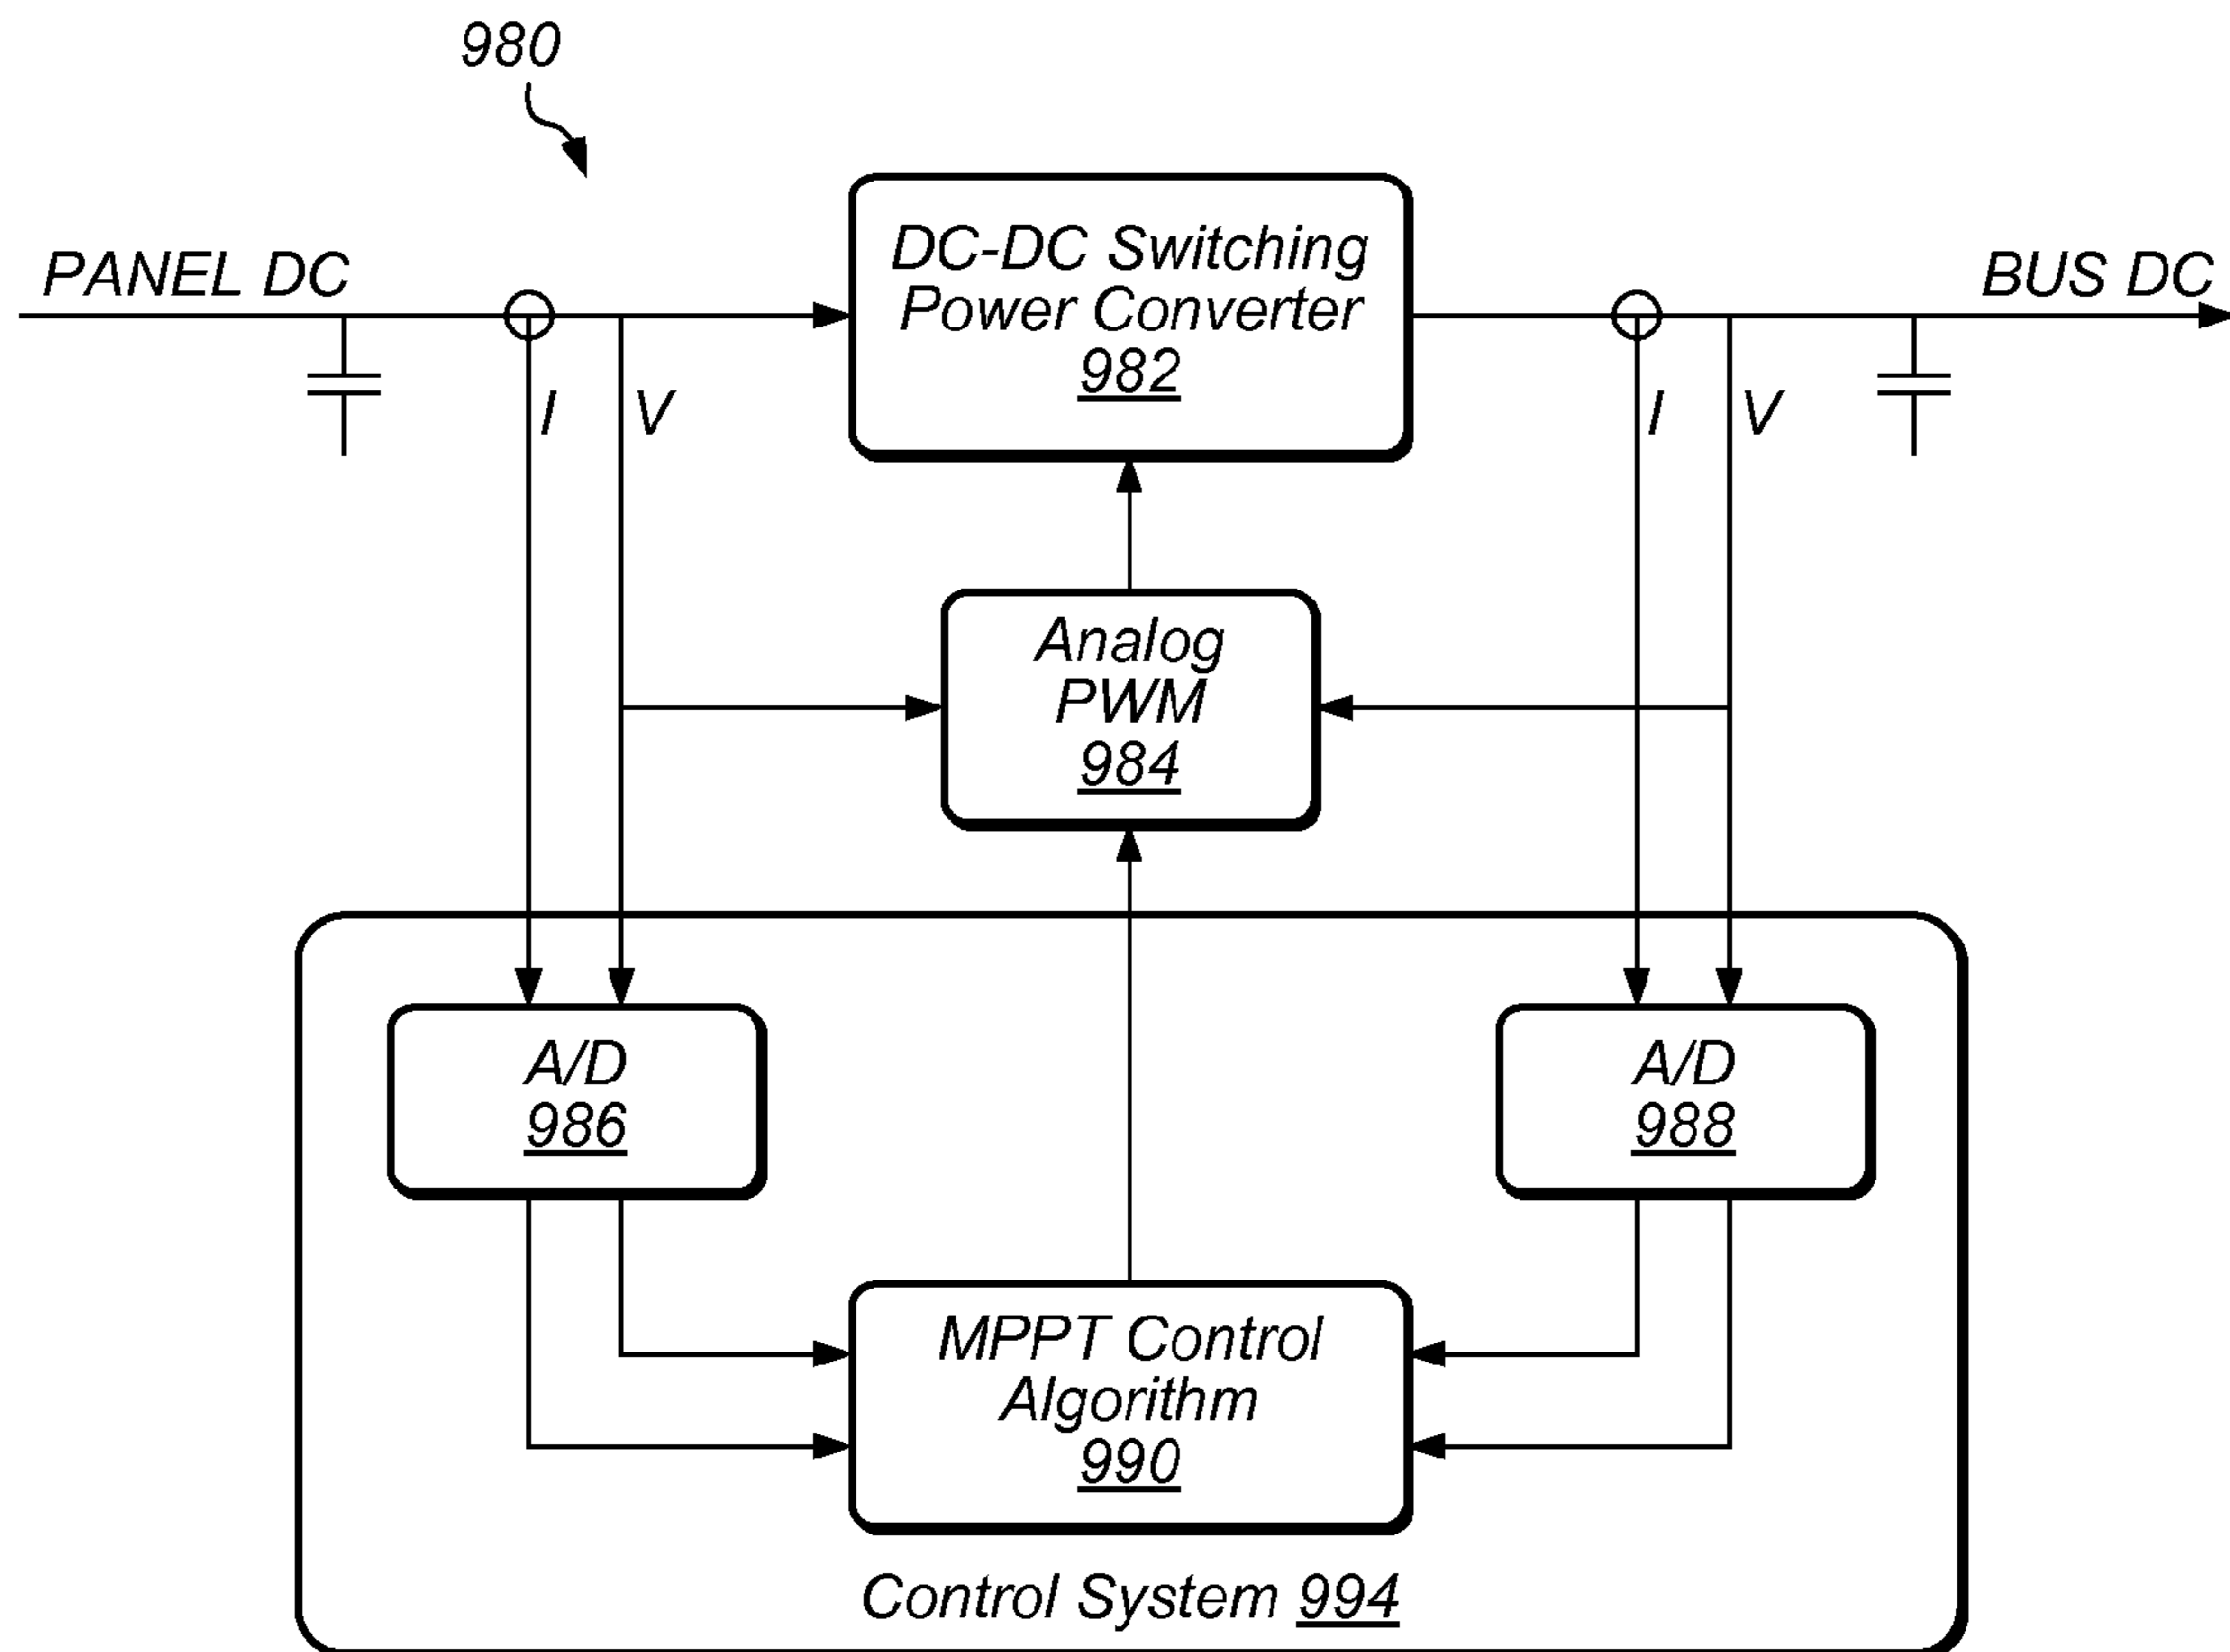 980
PANEL DC
DC-DC Switching
Power Converter
982
BUS DC
I
V
I
V
Analog
PWM
984
A/D
986
A/D
988
MPPT Control
Algorithm
990
Control System 994